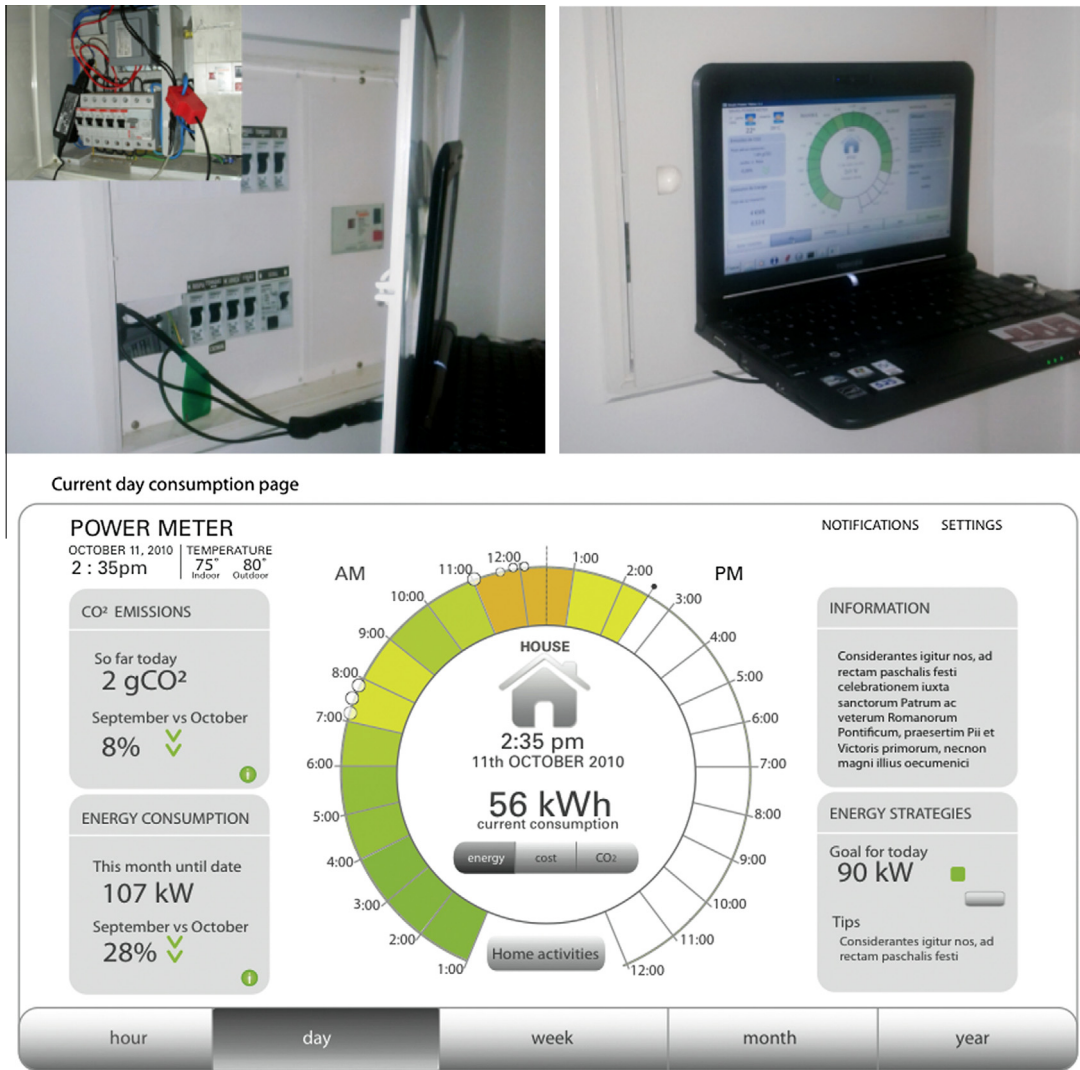 Current day consumption page
POWER METER
OCTOBER 11, 2010
2 : 35pm
TEMPERATURE
75° 80°
Indoor Outdoor
NOTIFICATIONS SETTINGS
AM
PM
CO² EMISSIONS
So far today
2 gCO²
September vs October
8%
ENERGY CONSUMPTION
This month until date
107 kW
September vs October
28%
1:00
2:00
3:00
4:00
5:00
6:00
7:00
8:00
9:00
10:00
11:00
12:00
1:00
2:00
3:00
4:00
5:00
6:00
7:00
8:00
9:00
10:00
11:00
12:00
HOUSE
2:35 pm
11th OCTOBER 2010
56 kWh
current consumption
energy cost CO2
Home activities
INFORMATION
Considerantes igitur nos, ad
rectam paschalis festi
celebrationem iuxta
sanctorum Patrum ac
veterum Romanorum
Pontificum, praesertim Pii et
Victoris primorum, necnon
magni illius oecumenici
ENERGY STRATEGIES
Goal for today
90 kW
Tips
Considerantes igitur nos, ad
rectam paschalis festi
hour day week month year